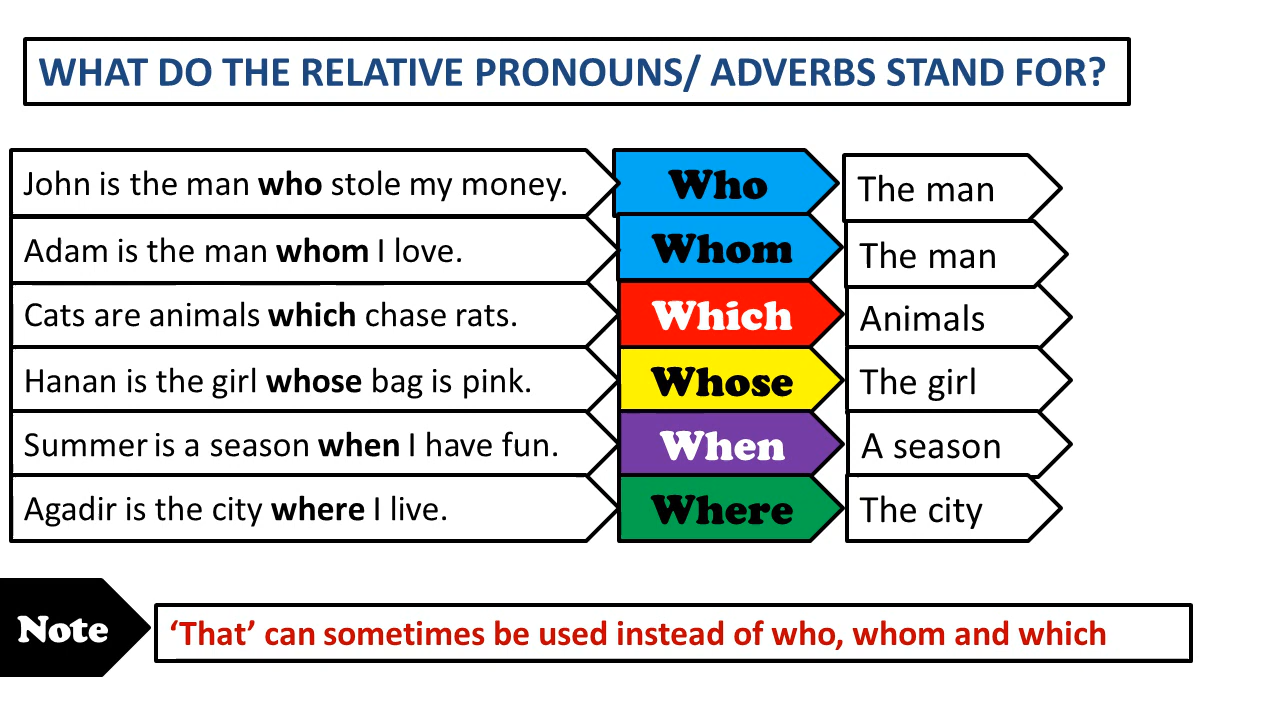 WHAT DO THE RELATIVE PRONOUNS/ ADVERBS STAND FOR?
John is the man who stole my money. Who The man
Adam is the man whom I love. Whom The man
Cats are animals which chase rats. Which Animals
Hanan is the girl whose bag is pink. Whose The girl
Summer is a season when I have fun. When A season
Agadir is the city where I live. Where The city
Note ‘That’ can sometimes be used instead of who, whom and which